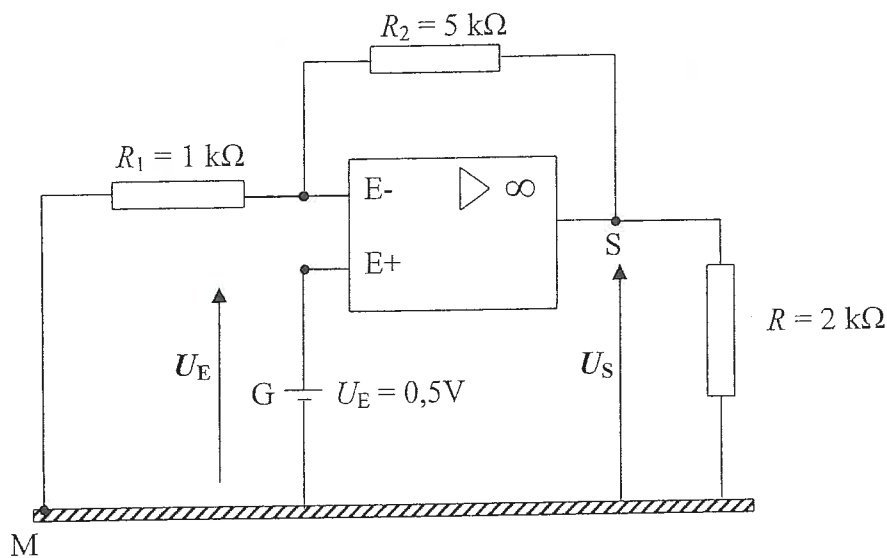 R₂ = 5 kΩ
R₁ = 1 kΩ
E- ▷ ∞
E+
S
R = 2 kΩ
U_E
G U_E = 0,5V
U_S
M